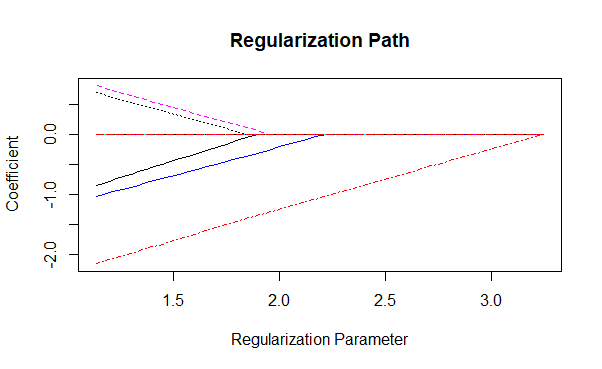 Regularization Path
Coefficient
0.0
-1.0
-2.0
1.5 2.0 2.5 3.0
Regularization Parameter